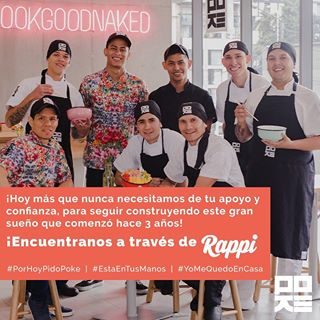 OOKGOODNAKED
¡Hoy más que nunca necesitamos de tu apoyo y
confianza, para seguir construyendo este gran
sueño que comenzó hace 3 años!
¡Encuentranos a través de Rappi
#PorHoyPidoPoke | #EstaEnTusManos | #YoMeQuedoEnCasa